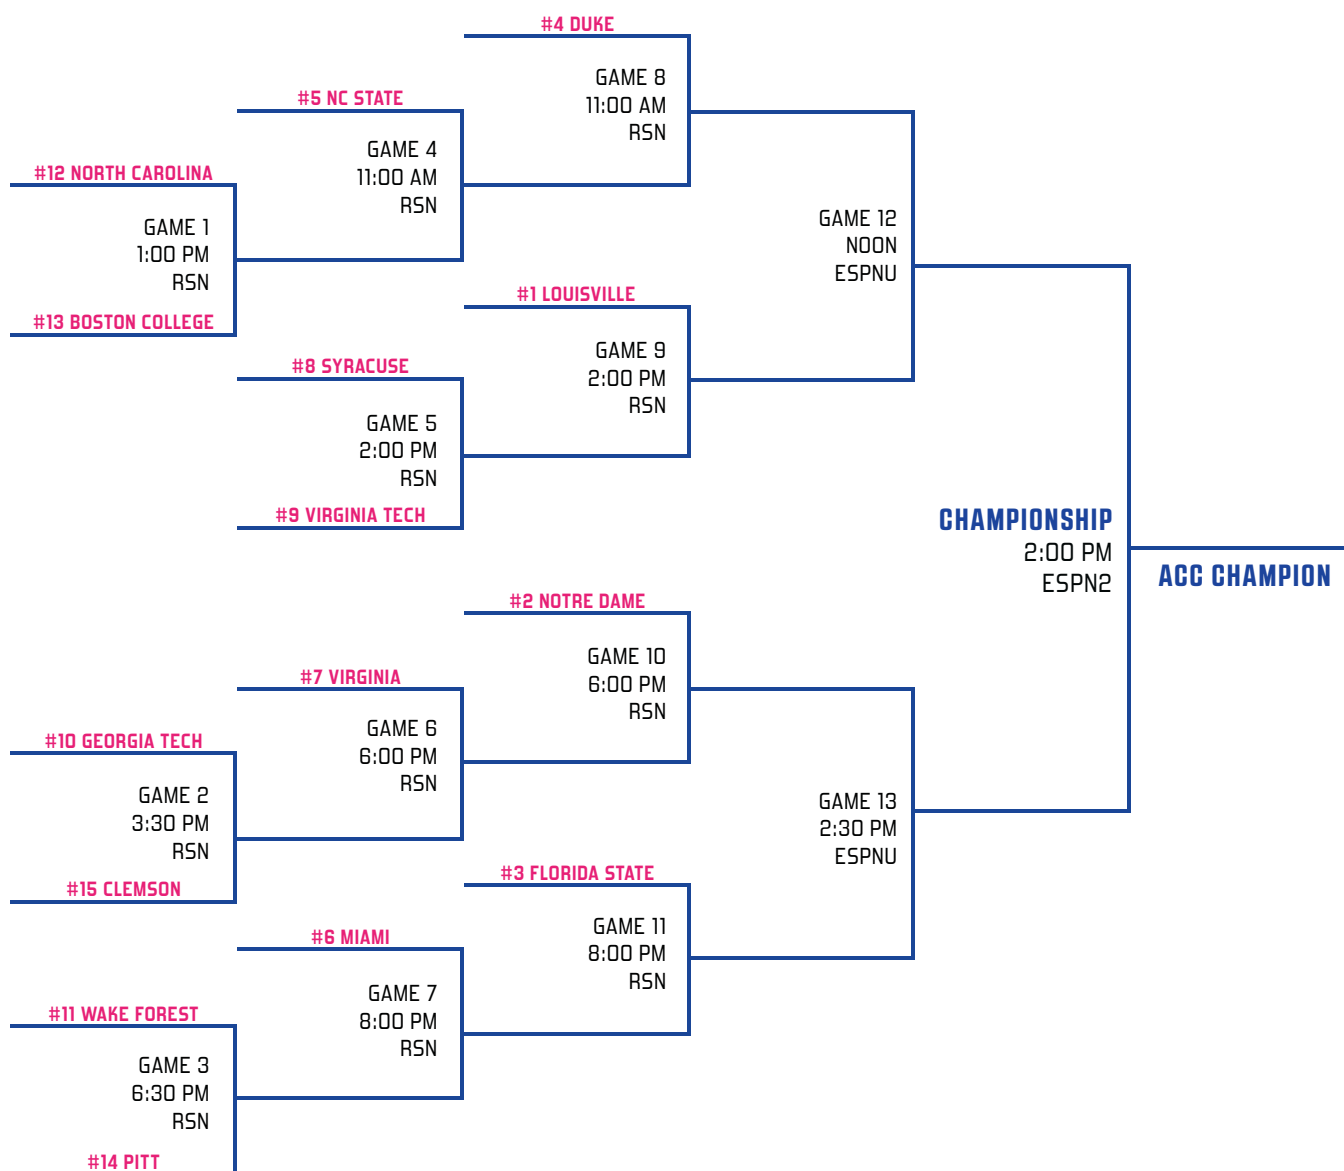 #4 DUKE
GAME 8
11:00 AM
RSN
#5 NC STATE
GAME 4
11:00 AM
RSN
#12 NORTH CAROLINA
GAME 1
1:00 PM
RSN
#13 BOSTON COLLEGE
GAME 12
NOON
ESPNU
#1 LOUISVILLE
GAME 9
2:00 PM
RSN
#8 SYRACUSE
GAME 5
2:00 PM
RSN
#9 VIRGINIA TECH
CHAMPIONSHIP
2:00 PM
ESPN2
ACC CHAMPION
#2 NOTRE DAME
GAME 10
6:00 PM
RSN
#7 VIRGINIA
GAME 6
6:00 PM
RSN
#10 GEORGIA TECH
GAME 2
3:30 PM
RSN
#15 CLEMSON
GAME 13
2:30 PM
ESPNU
#3 FLORIDA STATE
GAME 11
8:00 PM
RSN
#6 MIAMI
GAME 7
8:00 PM
RSN
#11 WAKE FOREST
GAME 3
6:30 PM
RSN
#14 PITT